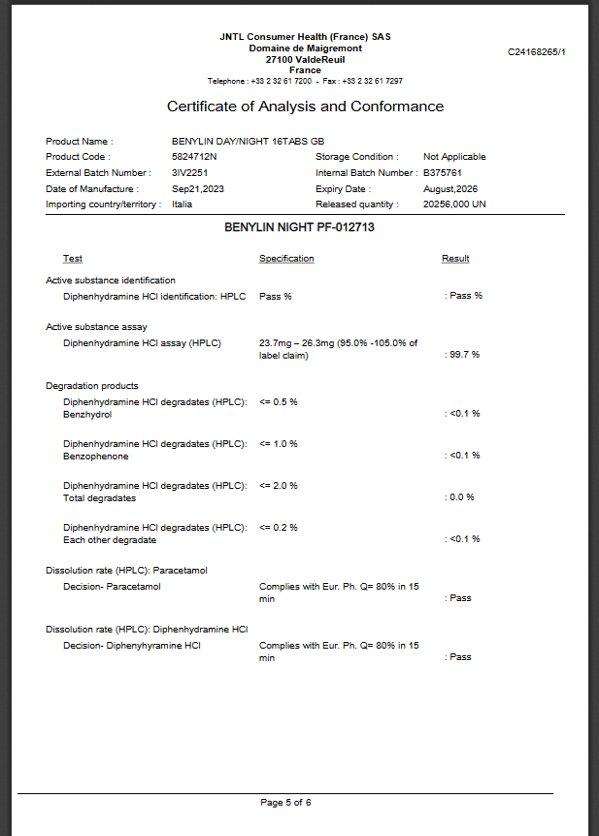 JNTL Consumer Health (France) SAS
Domaine de Maigremont
27100 ValdeReuil
France
Telephone : +33 2 32 61 7200 - Fax : +33 2 32 61 7297
C24168265/1
Certificate of Analysis and Conformance
Product Name : BENYLIN DAY/NIGHT 16TABS GB
Product Code : 5824712N Storage Condition : Not Applicable
External Batch Number : 3IV2251 Internal Batch Number : B375761
Date of Manufacture : Sep21,2023 Expiry Date : August,2026
Importing country/territory : Italia Released quantity : 20256,000 UN
BENYLIN NIGHT PF-012713
Test Specification Result
Active substance identification
Diphenhydramine HCl identification: HPLC Pass % : Pass %
Active substance assay
Diphenhydramine HCl assay (HPLC) 23.7mg – 26.3mg (95.0% -105.0% of
label claim) : 99.7 %
Degradation products
Diphenhydramine HCl degradates (HPLC): <= 0.5 %
Benzhydrol : <0.1 %
Diphenhydramine HCl degradates (HPLC): <= 1.0 %
Benzophenone : <0.1 %
Diphenhydramine HCl degradates (HPLC): <= 2.0 %
Total degradates : 0.0 %
Diphenhydramine HCl degradates (HPLC): <= 0.2 %
Each other degradate : <0.1 %
Dissolution rate (HPLC): Paracetamol
Decision- Paracetamol Complies with Eur. Ph. Q= 80% in 15
min : Pass
Dissolution rate (HPLC): Diphenhydramine HCl
Decision- Diphenyhyramine HCl Complies with Eur. Ph. Q= 80% in 15
min : Pass
Page 5 of 6